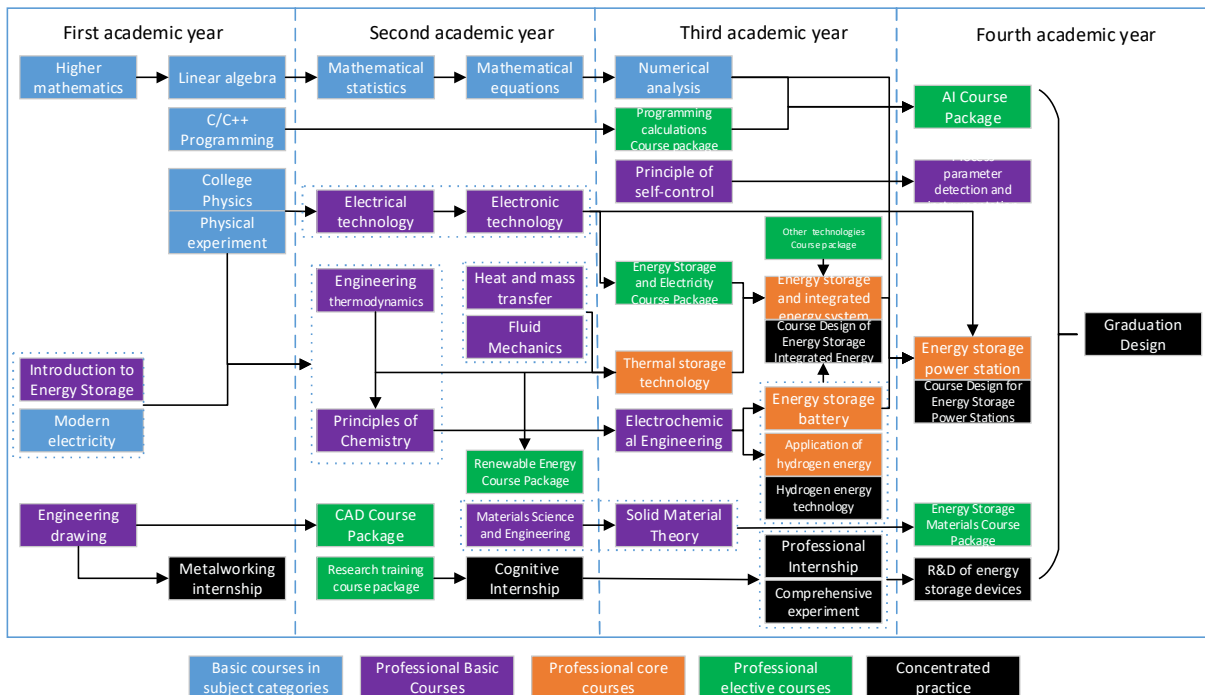 First academic year
Second academic year
Third academic year
Fourth academic year
Higher
mathematics
Linear algebra
Mathematical
statistics
Mathematical
equations
Numerical
analysis
AI Course
Package
C/C++
Programming
Programming
calculations
Course package
College
Physics
Physical
experiment
Principle of
self-control
parameter
detection and
Electrical
technology
Electronic
technology
Other technologies
Course package
Engineering
thermodynamics
Heat and mass
transfer
Fluid
Mechanics
Energy Storage
and Electricity
Course Package
Energy storage
and integrated
energy system
Course Design of
Energy Storage
Integrated Energy
Graduation
Design
Introduction to
Energy Storage
Modern
electricity
Thermal storage
technology
Energy storage
power station
Course Design for
Energy Storage
Power Stations
Principles of
Chemistry
Electrochemic
al Engineering
Energy storage
battery
Application of
hydrogen energy
Hydrogen energy
technology
Renewable Energy
Course Package
Engineering
drawing
CAD Course
Package
Materials Science
and Engineering
Solid Material
Theory
Energy Storage
Materials Course
Package
Metalworking
internship
Research training
course package
Cognitive
Internship
Professional
Internship
Comprehensive
experiment
R&D of energy
storage devices
Basic courses in
subject categories
Professional Basic
Courses
Professional core
courses
Professional
elective courses
Concentrated
practice